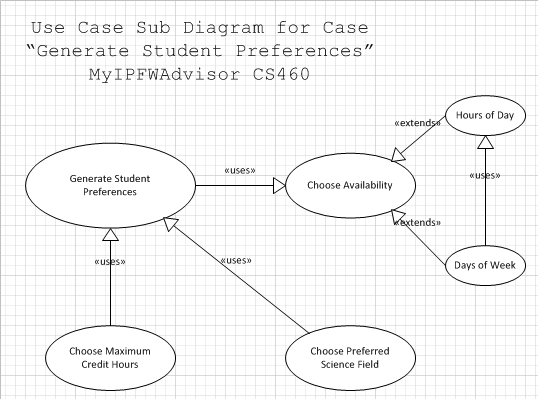 Use Case Sub Diagram for Case
“Generate Student Preferences”
MyIPFWAdvisor CS460
Hours of Day
«extends»
«uses»
«uses»
Generate Student
Preferences
Choose Availability
«extends»
«uses»
«uses»
Days of Week
Choose Maximum
Credit Hours
Choose Preferred
Science Field